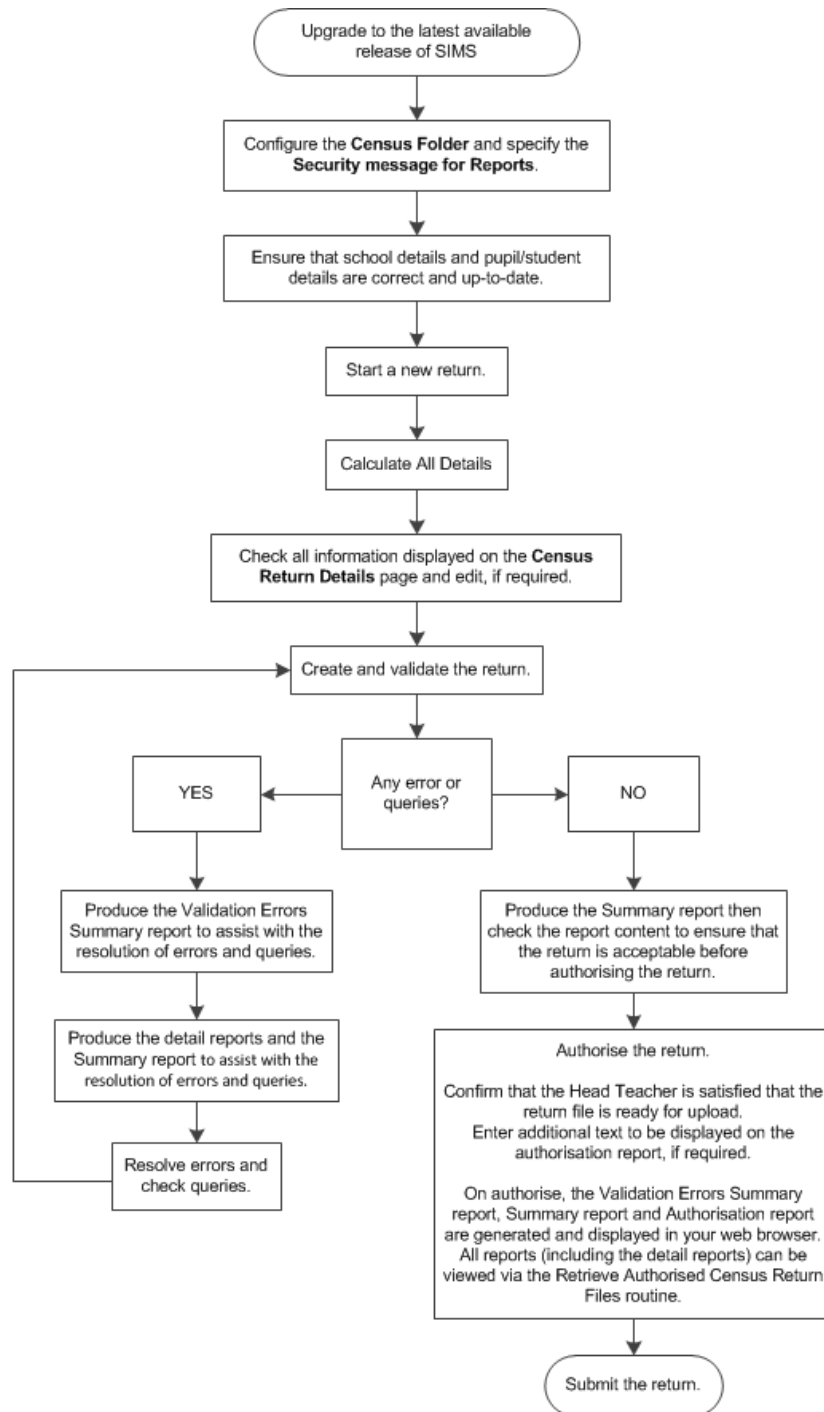 Upgrade to the latest available
release of SIMS
Configure the Census Folder and specify the
Security message for Reports.
Ensure that school details and pupil/student
details are correct and up-to-date.
Start a new return.
Calculate All Details
Check all information displayed on the Census
Return Details page and edit, if required.
Create and validate the return.
Any error or
queries?
YES
Produce the Validation Errors
Summary report to assist with the
resolution of errors and queries.
Produce the detail reports and the
Summary report to assist with the
resolution of errors and queries.
Resolve errors and
check queries.
NO
Produce the Summary report then
check the report content to ensure that
the return is acceptable before
authorising the return.
Authorise the return.
Confirm that the Head Teacher is satisfied that the
return file is ready for upload.
Enter additional text to be displayed on the
authorisation report, if required.
On authorise, the Validation Errors Summary
report, Summary report and Authorisation report
are generated and displayed in your web browser.
All reports (including the detail reports) can be
viewed via the Retrieve Authorised Census Return
Files routine.
Submit the return.